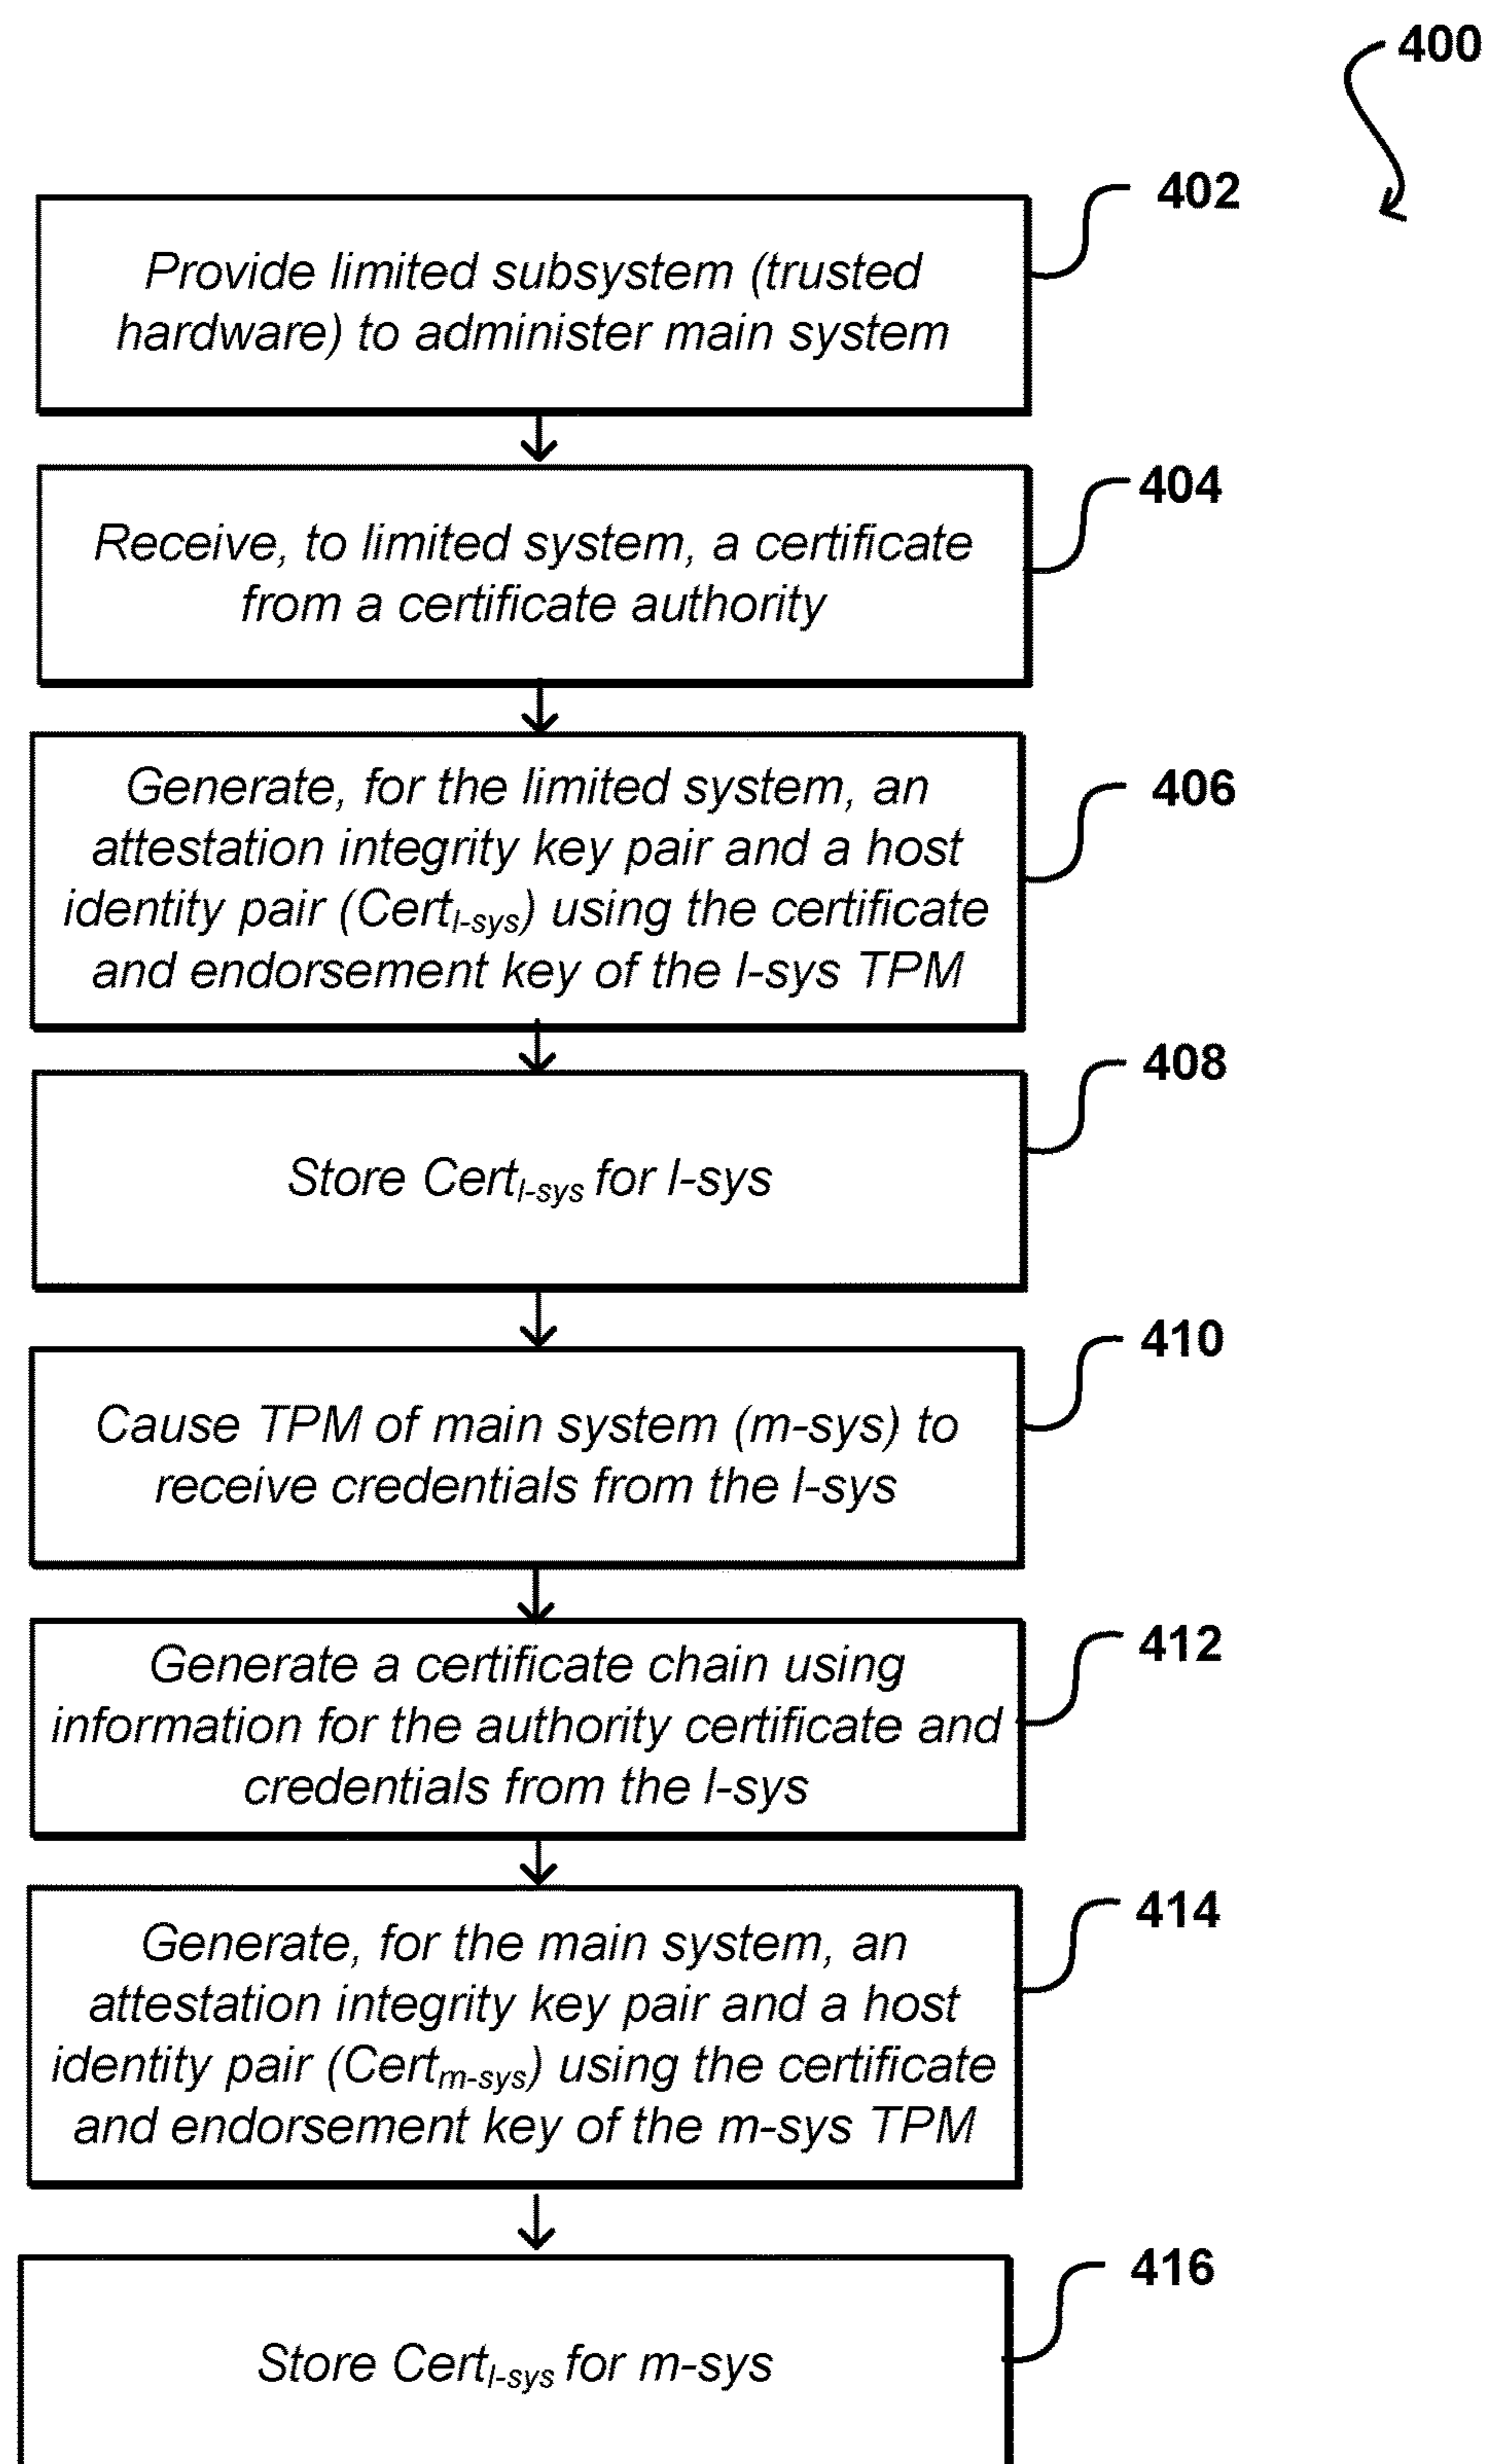 400
402
Provide limited subsystem (trusted
hardware) to administer main system
404
Receive, to limited system, a certificate
from a certificate authority
406
Generate, for the limited system, an
attestation integrity key pair and a host
identity pair (Certl-sys) using the certificate
and endorsement key of the l-sys TPM
408
Store Certl-sys for l-sys
410
Cause TPM of main system (m-sys) to
receive credentials from the l-sys
412
Generate a certificate chain using
information for the authority certificate and
credentials from the l-sys
414
Generate, for the main system, an
attestation integrity key pair and a host
identity pair (Certm-sys) using the certificate
and endorsement key of the m-sys TPM
416
Store Certl-sys for m-sys